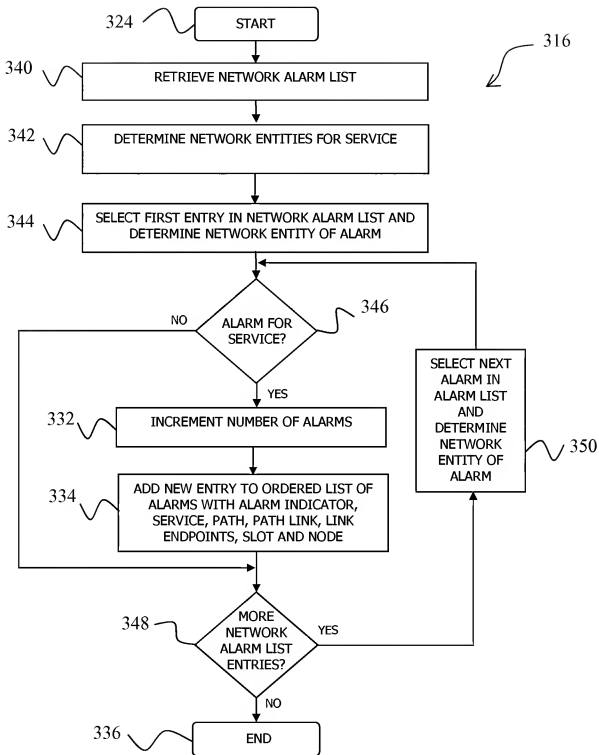 324
START
316
340
RETRIEVE NETWORK ALARM LIST
342
DETERMINE NETWORK ENTITIES FOR SERVICE
344
SELECT FIRST ENTRY IN NETWORK ALARM LIST AND
DETERMINE NETWORK ENTITY OF ALARM
346
NO
ALARM FOR
SERVICE?
YES
SELECT NEXT
ALARM IN
ALARM LIST
AND
DETERMINE
NETWORK
ENTITY OF
ALARM
350
332
INCREMENT NUMBER OF ALARMS
334
ADD NEW ENTRY TO ORDERED LIST OF
ALARMS WITH ALARM INDICATOR,
SERVICE, PATH, PATH LINK, LINK
ENDPOINTS, SLOT AND NODE
348
MORE
NETWORK
ALARM LIST
ENTRIES?
YES
NO
336
END